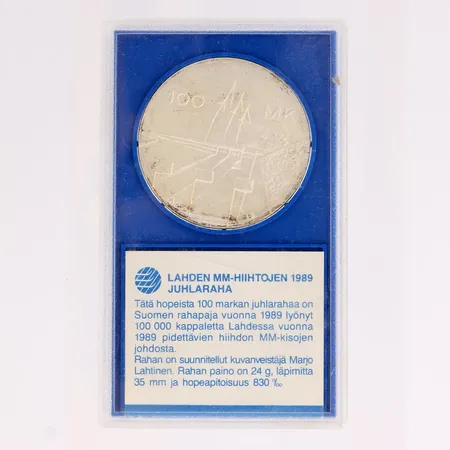 100 MK
LAHDEN MM-HIIHTOJEN 1989
JUHLARAHA
Tätä hopeista 100 markan juhlarahaa on
Suomen rahapaja vuonna 1989 lyönyt
100 000 kappaletta Lahdessa vuonna
1989 pidettävien hiihdon MM-kisojen
johdosta.
Rahan on suunnitellut kuvanveistäjä Marjo
Lahtinen. Rahan paino on 24 g, läpimitta
35 mm ja hopeapitoisuus 830 ‰